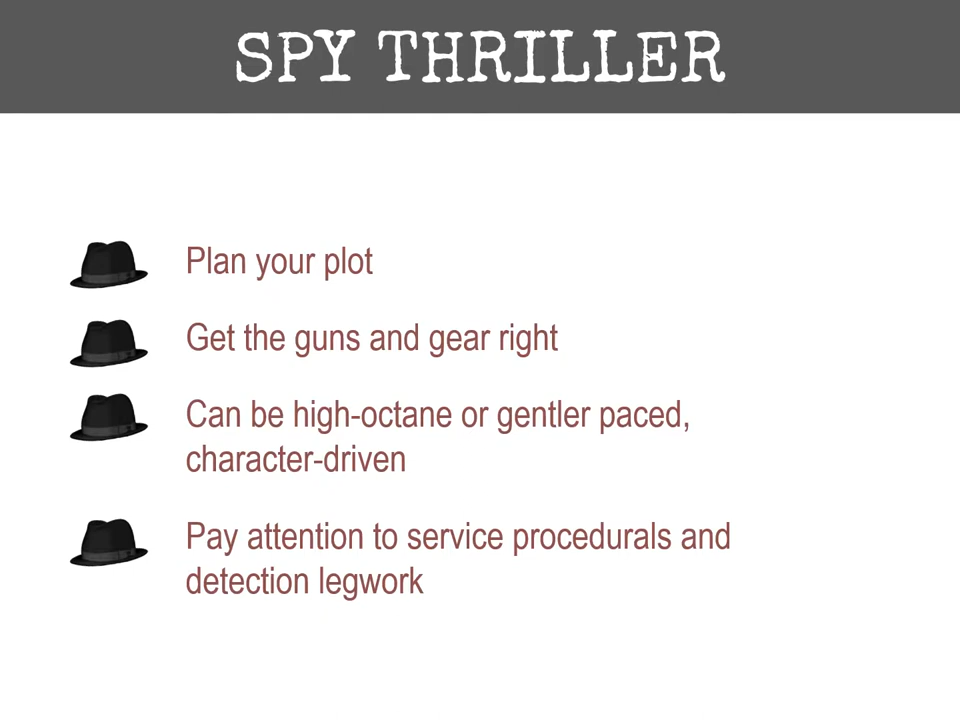 SPY THRILLER
Plan your plot
Get the guns and gear right
Can be high-octane or gentler paced,
character-driven
Pay attention to service procedurals and
detection legwork